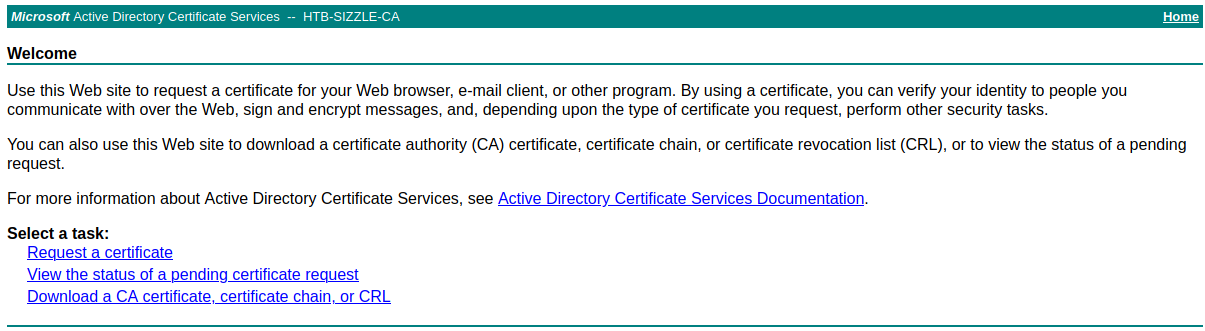 Microsoft Active Directory Certificate Services -- HTB-SIZZLE-CA Home
Welcome
Use this Web site to request a certificate for your Web browser, e-mail client, or other program. By using a certificate, you can verify your identity to people you
communicate with over the Web, sign and encrypt messages, and, depending upon the type of certificate you request, perform other security tasks.
You can also use this Web site to download a certificate authority (CA) certificate, certificate chain, or certificate revocation list (CRL), or to view the status of a pending
request.
For more information about Active Directory Certificate Services, see Active Directory Certificate Services Documentation.
Select a task:
Request a certificate
View the status of a pending certificate request
Download a CA certificate, certificate chain, or CRL